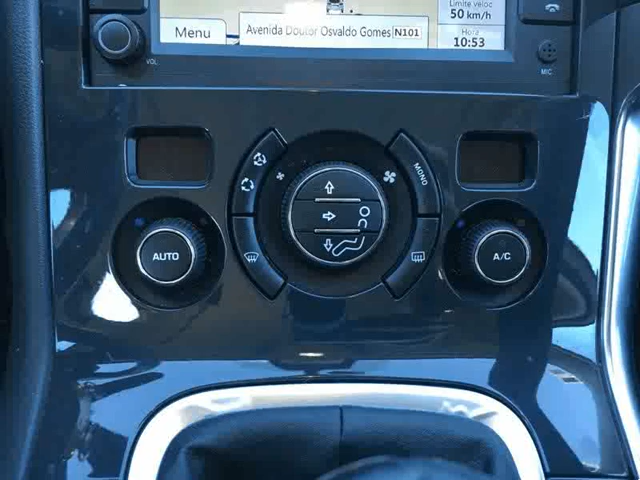 Limite veloc
50 km/h
Menu
Avenida Doutor Osvaldo Gomes N101
Hora
10:53
VOL
MIC
MONO
AUTO
A/C